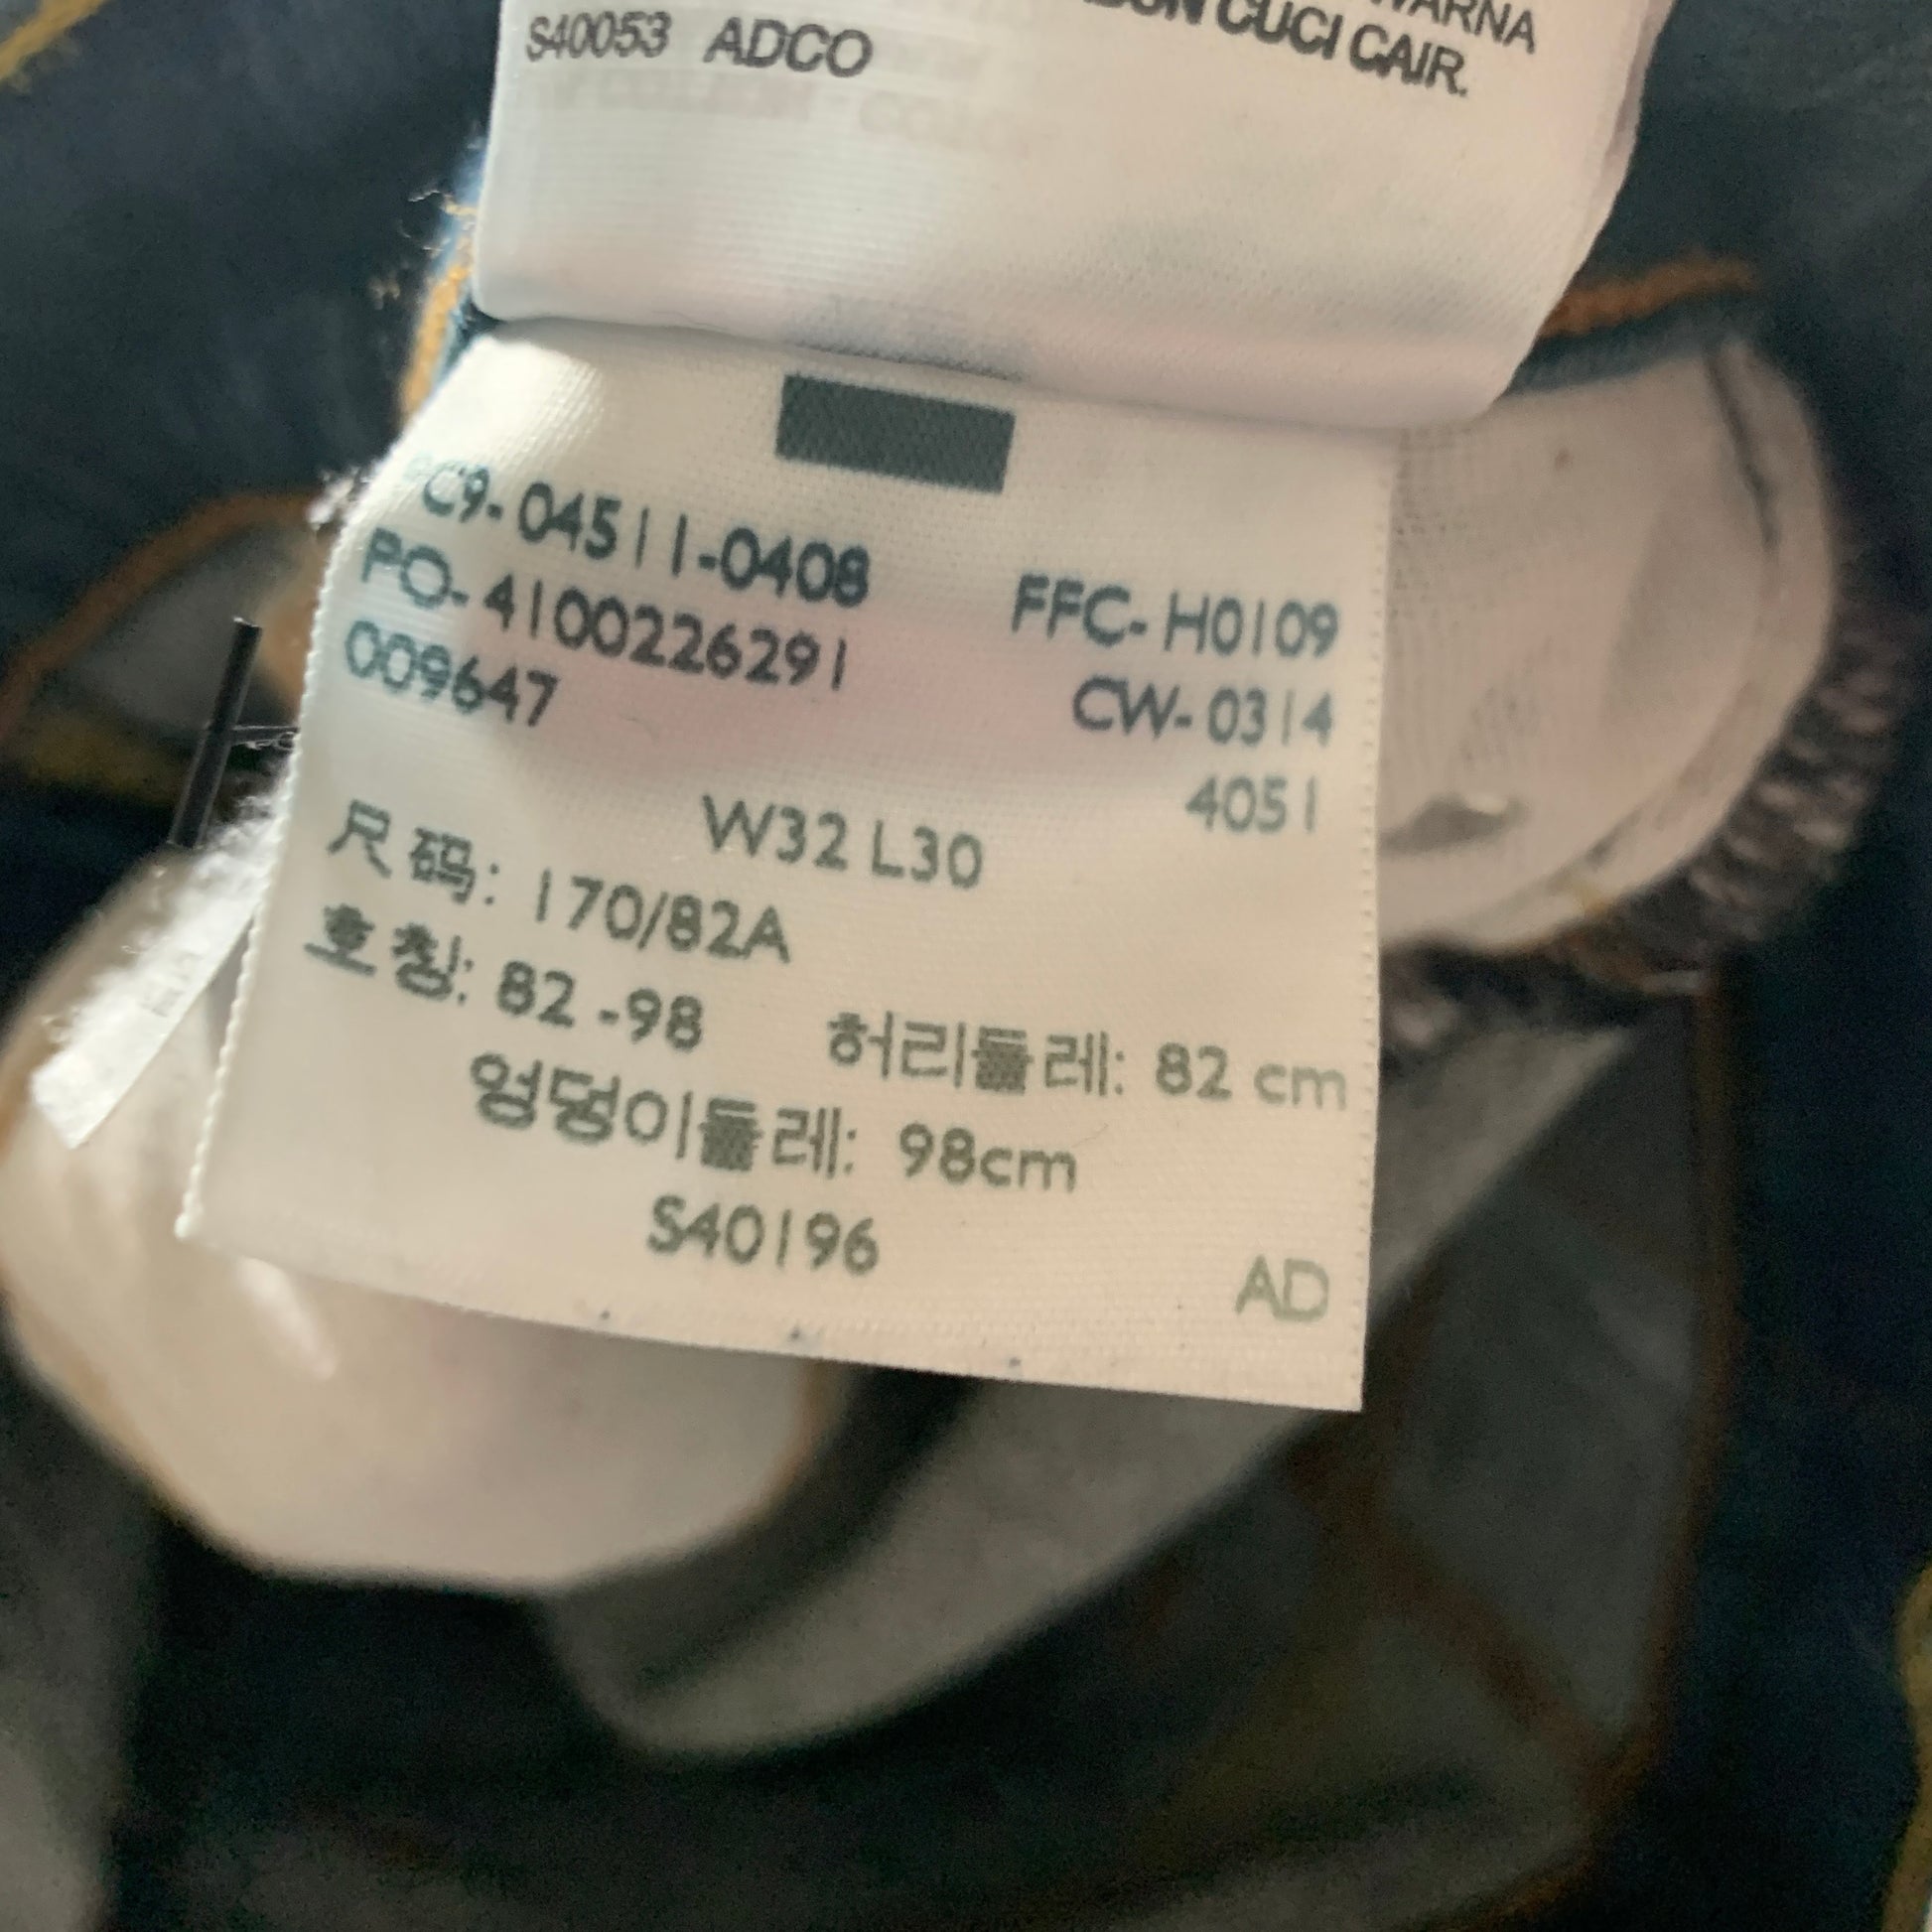 WARNA
CUCI CAIR.
S40053 ADCO
PC9-04511-0408
PO-4100226291 FFC-H0109
009647 CW-0314
4051
W32 L30
尺码: 170/82A
호칭: 82-98 허리둘레: 82 cm
엉덩이둘레: 98cm
S40196
AD